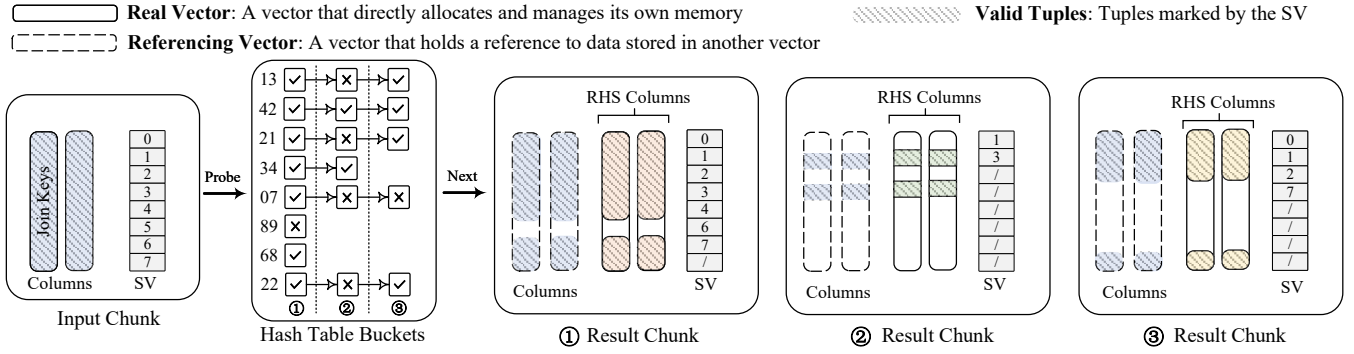 Real Vector: A vector that directly allocates and manages its own memory
Valid Tuples: Tuples marked by the SV
Referencing Vector: A vector that holds a reference to data stored in another vector
Join Keys
Columns
0
1
2
3
4
5
6
7
SV
Input Chunk
Probe
13
42
21
34
07
89
68
22
① ② ③
Hash Table Buckets
Next
RHS Columns
Columns
0
1
2
3
4
6
7
/
SV
① Result Chunk
RHS Columns
Columns
1
3
/
/
/
/
/
/
SV
② Result Chunk
RHS Columns
Columns
0
1
2
7
/
/
/
/
SV
③ Result Chunk